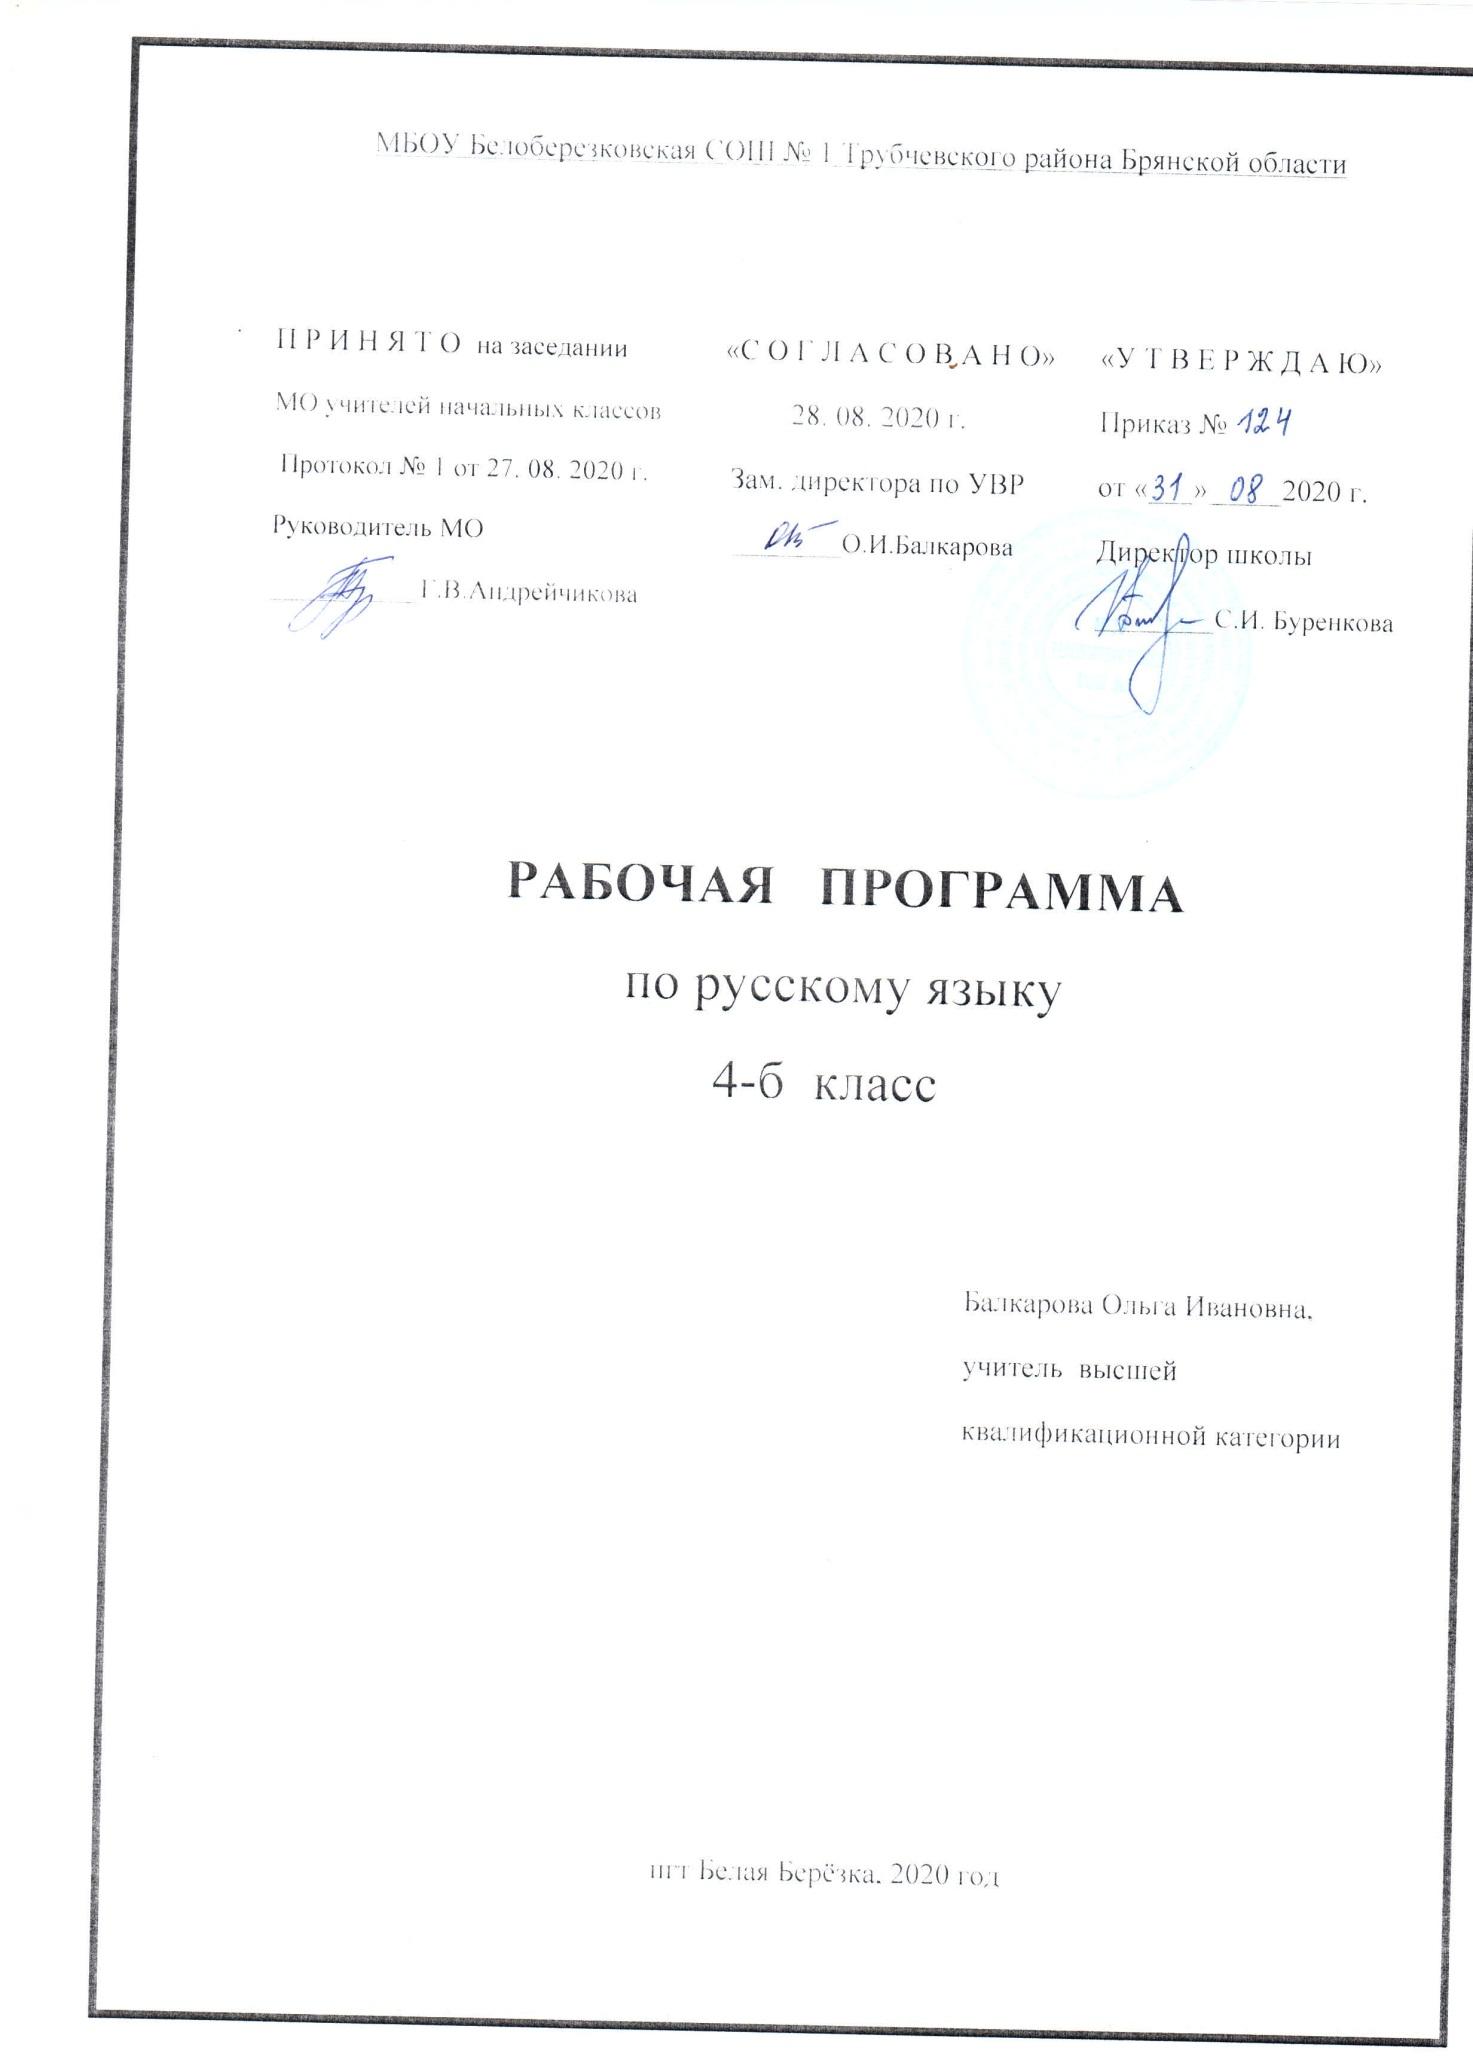 МБОУ Белоберезковская СОШ № 1 Трубчевского района Брянской области
П Р И Н Я Т О на заседании
МО учителей начальных классов
Протокол № 1 от 27. 08. 2020 г.
Руководитель МО
Г.В.Андрейчикова
«С О Г Л А С О В А Н О»
28. 08. 2020 г.
Зам. директора по УВР
О.И.Балкарова
«У Т В Е Р Ж Д А Ю»
Приказ № 124
от «31» 08 2020 г.
Директор школы
С.И. Буренкова
РАБОЧАЯ ПРОГРАММА
по русскому языку
4-б класс
Балкарова Ольга Ивановна,
учитель высшей
квалификационной категории
пгт Белая Берёзка, 2020 год